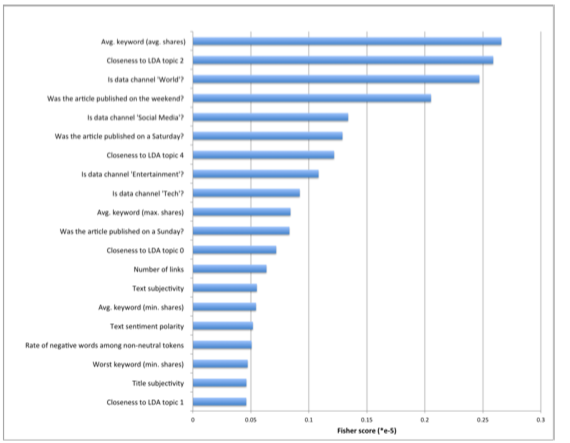 Avg. keyword (avg. shares)
Closeness to LDA topic 2
Is data channel 'World'?
Was the article published on the weekend?
Is data channel 'Social Media'?
Was the article published on a Saturday?
Closeness to LDA topic 4
Is data channel 'Entertainment'?
Is data channel 'Tech'?
Avg. keyword (max. shares)
Was the article published on a Sunday?
Closeness to LDA topic 0
Number of links
Text subjectivity
Avg. keyword (min. shares)
Text sentiment polarity
Rate of negative words among non-neutral tokens
Worst keyword (min. shares)
Title subjectivity
Closeness to LDA topic 1
0 0.05 0.1 0.15 0.2 0.25 0.3
Fisher score (*e-5)